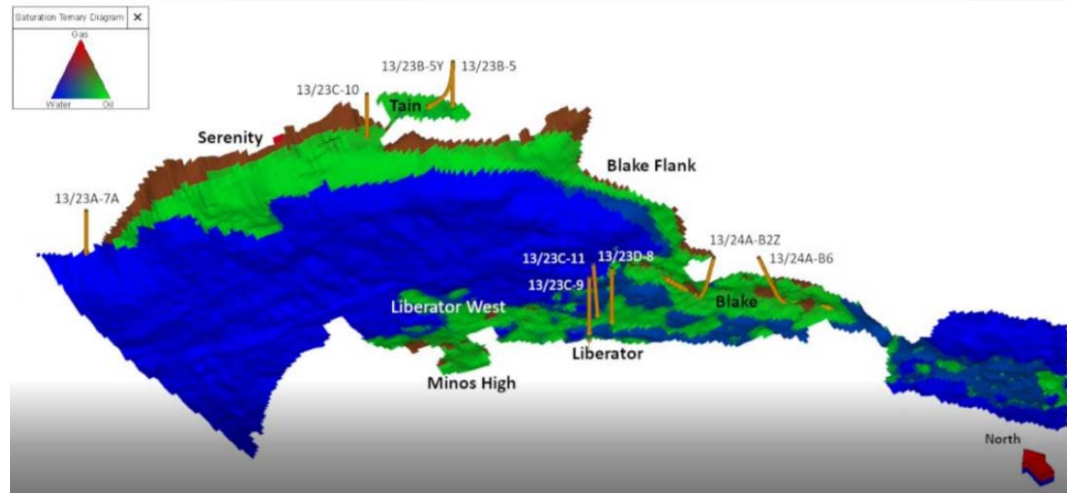 Saturation Ternary Diagram
Gas
Water Oil
13/23B-5Y 13/23B-5
13/23C-10
Tain
Serenity
Blake Flank
13/23A-7A
13/24A-B2Z
13/23C-11 13/23D-8
13/24A-B6
13/23C-9
Liberator West
Blake
Liberator
Minos High
North